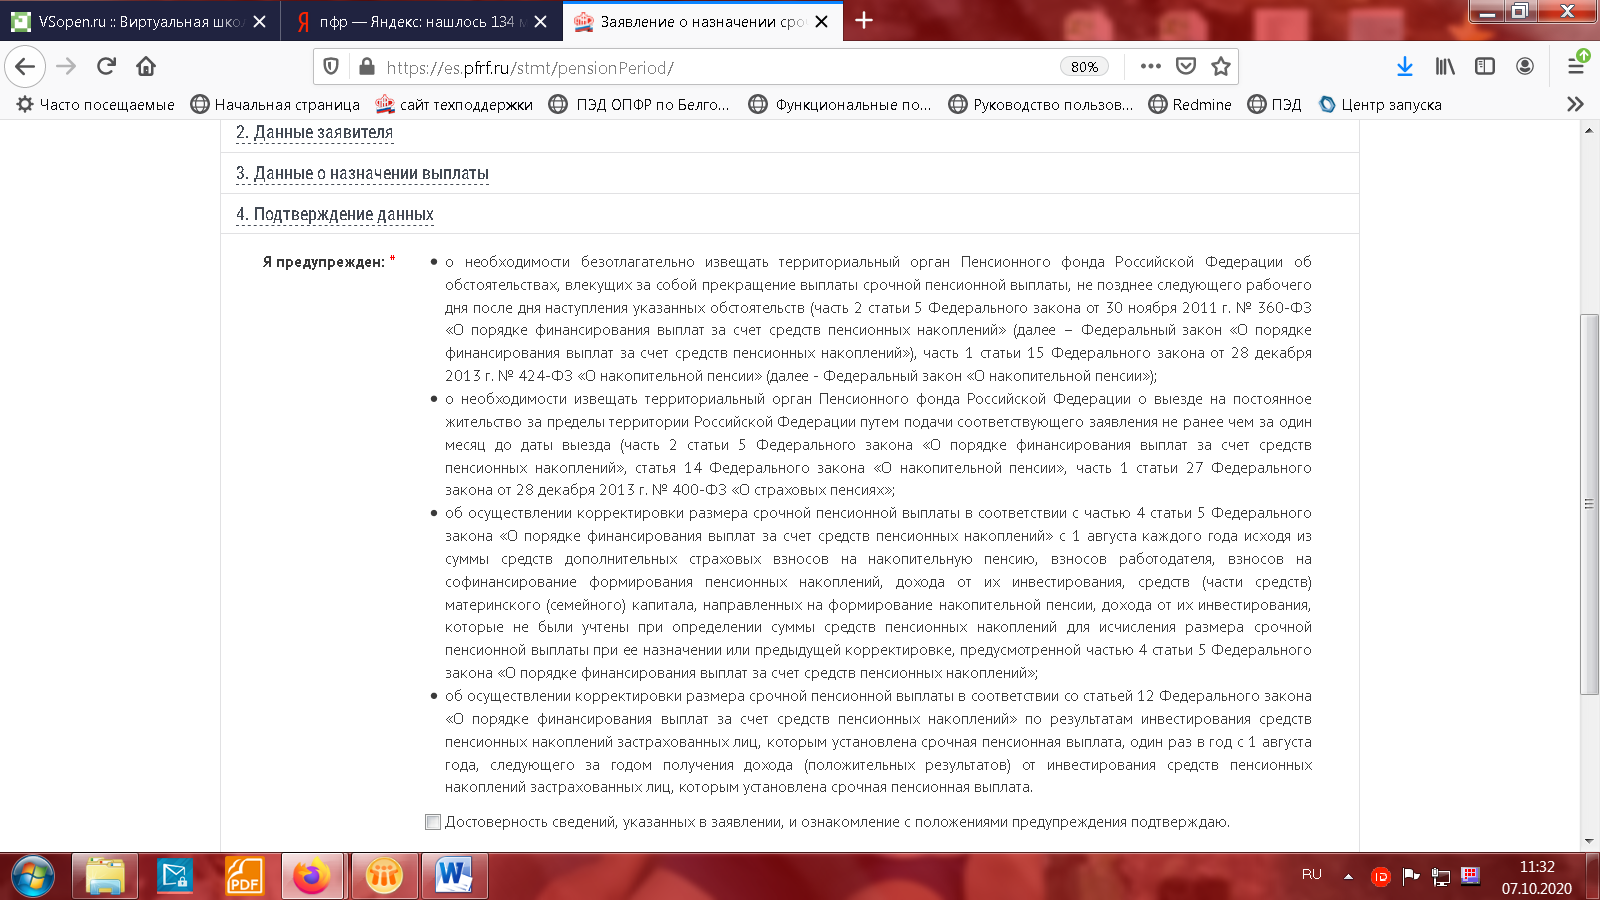 VSopen.ru :: Виртуальная шко
пфр — Яндекс: нашлось 134 м
Заявление о назначении сро
https://es.pfrf.ru/stmt/pensionPeriod/
80%
Часто посещаемые
Начальная страница
сайт техподдержки
ПЭД ОПФР по Белго...
Функциональные по...
Руководство пользов...
Redmine
ПЭД
Центр запуска
2. Данные заявителя
3. Данные о назначении выплаты
4. Подтверждение данных
Я предупрежден: *
• о необходимости безотлагательно извещать территориальный орган Пенсионного фонда Российской Федерации об
обстоятельствах, влекущих за собой прекращение выплаты срочной пенсионной выплаты, не позднее следующего рабочего
дня после дня наступления указанных обстоятельств (часть 2 статьи 5 Федерального закона от 30 ноября 2011 г. № 360-ФЗ
«О порядке финансирования выплат за счет средств пенсионных накоплений» (далее – Федеральный закон «О порядке
финансирования выплат за счет средств пенсионных накоплений»), часть 1 статьи 15 Федерального закона от 28 декабря
2013 г. № 424-ФЗ «О накопительной пенсии» (далее - Федеральный закон «О накопительной пенсии»);
• о необходимости извещать территориальный орган Пенсионного фонда Российской Федерации о выезде на постоянное
жительство за пределы территории Российской Федерации путем подачи соответствующего заявления не ранее чем за один
месяц до даты выезда (часть 2 статьи 5 Федерального закона «О порядке финансирования выплат за счет средств
пенсионных накоплений», статья 14 Федерального закона «О накопительной пенсии», часть 1 статьи 27 Федерального
закона от 28 декабря 2013 г. № 400-ФЗ «О страховых пенсиях»;
• об осуществлении корректировки размера срочной пенсионной выплаты в соответствии с частью 4 статьи 5 Федерального
закона «О порядке финансирования выплат за счет средств пенсионных накоплений» с 1 августа каждого года исходя из
суммы средств дополнительных страховых взносов на накопительную пенсию, взносов работодателя, взносов на
софинансирование формирования пенсионных накоплений, дохода от их инвестирования, средств (части средств)
материнского (семейного) капитала, направленных на формирование накопительной пенсии, дохода от их инвестирования,
которые не были учтены при определении суммы средств пенсионных накоплений для исчисления размера срочной
пенсионной выплаты при ее назначении или предыдущей корректировке, предусмотренной частью 4 статьи 5 Федерального
закона «О порядке финансирования выплат за счет средств пенсионных накоплений»;
• об осуществлении корректировки размера срочной пенсионной выплаты в соответствии со статьей 12 Федерального закона
«О порядке финансирования выплат за счет средств пенсионных накоплений» по результатам инвестирования средств
пенсионных накоплений застрахованных лиц, которым установлена срочная пенсионная выплата, один раз в год с 1 августа
года, следующего за годом получения дохода (положительных результатов) от инвестирования средств пенсионных
накоплений застрахованных лиц, которым установлена срочная пенсионная выплата.
Достоверность сведений, указанных в заявлении, и ознакомление с положениями предупреждения подтверждаю.
PDF
W
RU
iD
11:32
07.10.2020